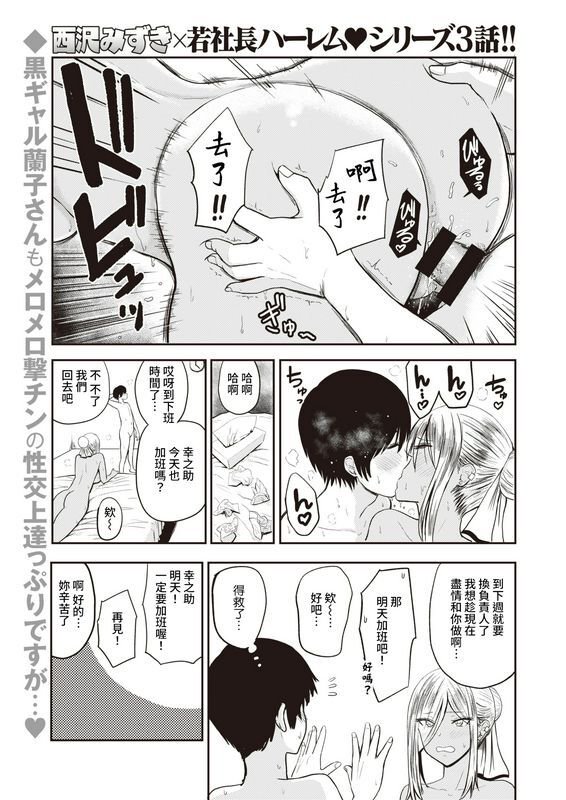 西沢みずき×若社長ハーレム♥シリーズ3話!!
◆黒ギャル蘭子さんもメロメロ撃チンの性交上達っぷりですが…♥
びゅるるる
びゅるる♥
啊啊
去了!!
去了!!
ドドビュッ
ぎゅ〜
ちゅっ
ん…♥
ん…♥
哈啊
哈啊
哎呀到下班
時間了…
幸之助
今天也
加班嗎?
欸〜
不 不了
我們
回去吧
到下週就要
換負責人了
我想趁現在
盡情和你做啊…
那…
明天加班吧!
好嗎?
欸〜
好吧…
得救了…
幸之助
明天!
一定要加班喔!
再見!
啊 好的…
妳辛苦了